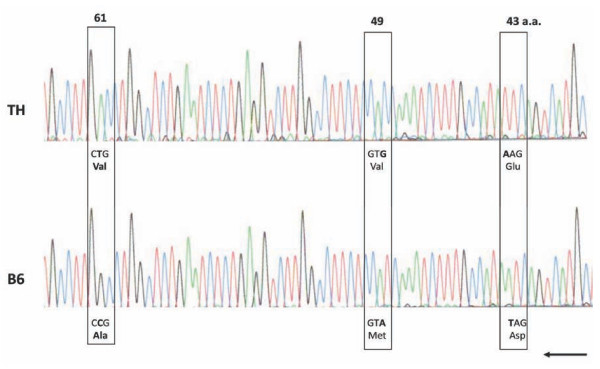 61 49 43 a.a.
TH
CTG GTG AAG
Val Val Glu
B6
CCG GTA TAG
Ala Met Asp